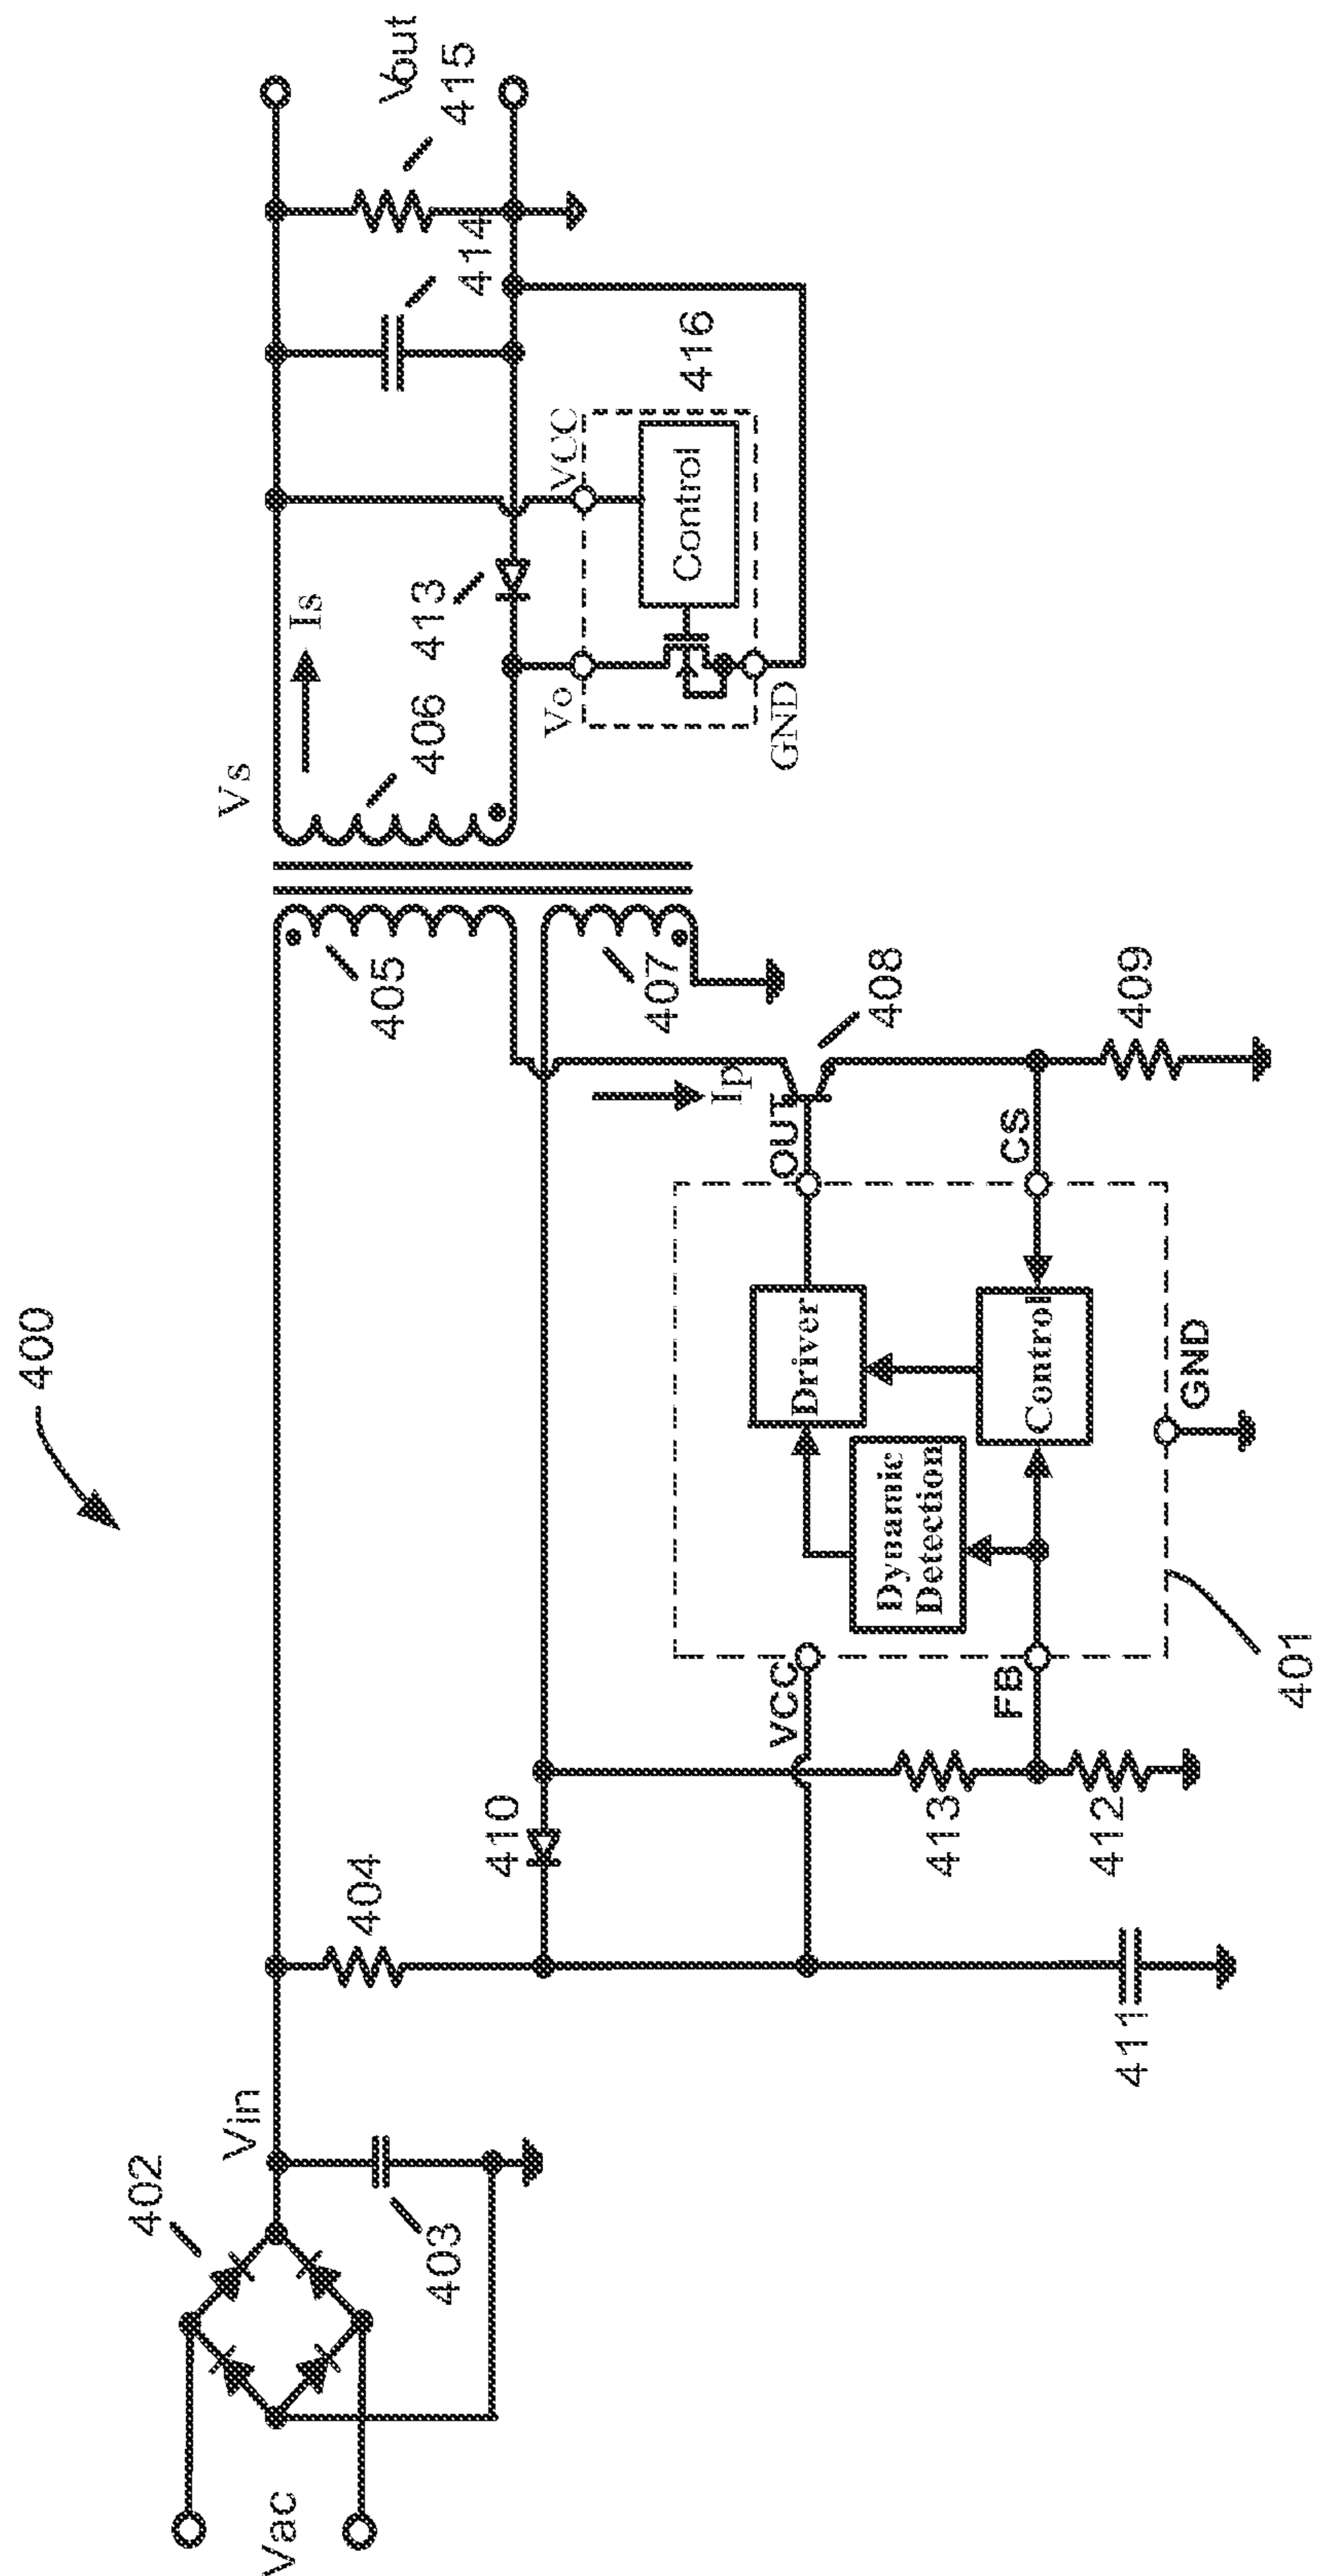 400
Vac
402
403
Vin
404
410
411
VCC
FB
413
412
Dynamic
Detection
Driver
Control
401
GND
OUT
CS
Ip
408
409
405
407
Vs
Is
406
413
Vo
VCC
Control
416
GND
414
415
Vout